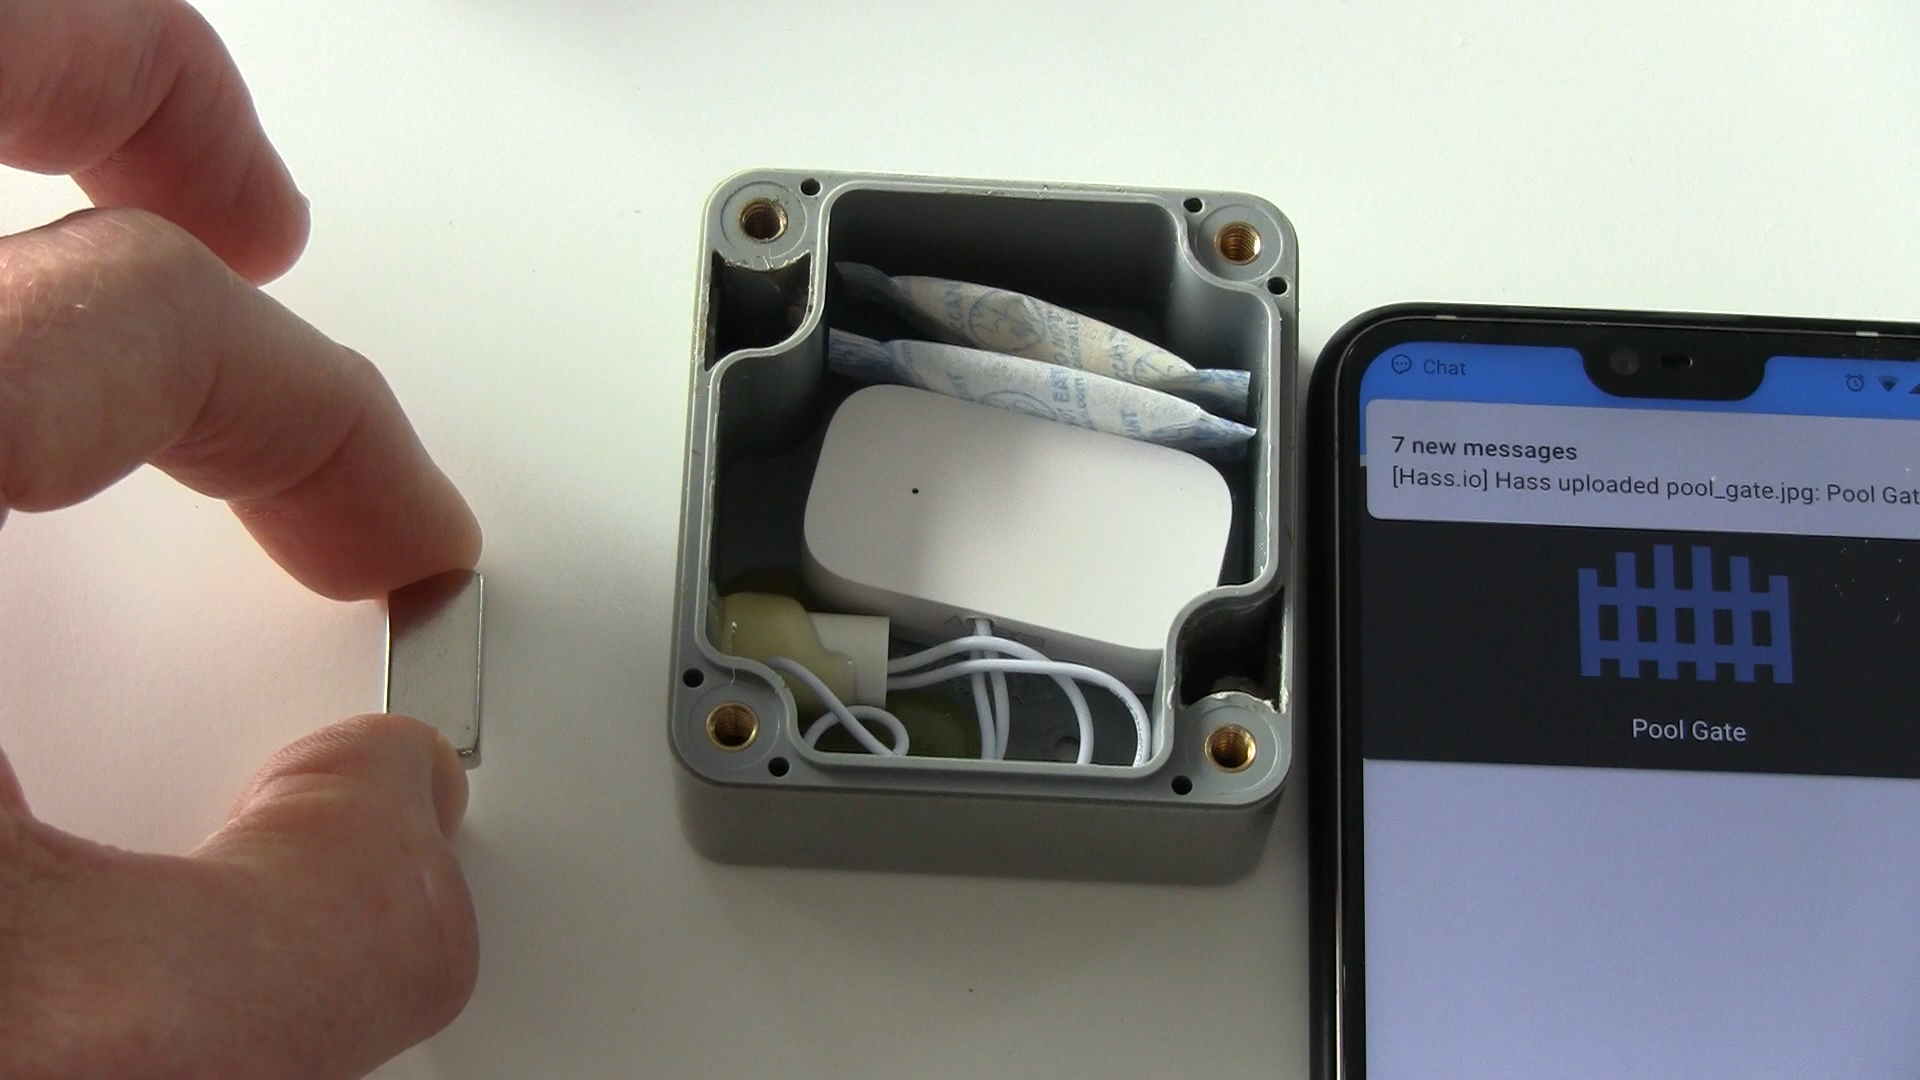 Chat
7 new messages
[Hass.io] Hass uploaded pool_gate.jpg: Pool Gat
Pool Gate